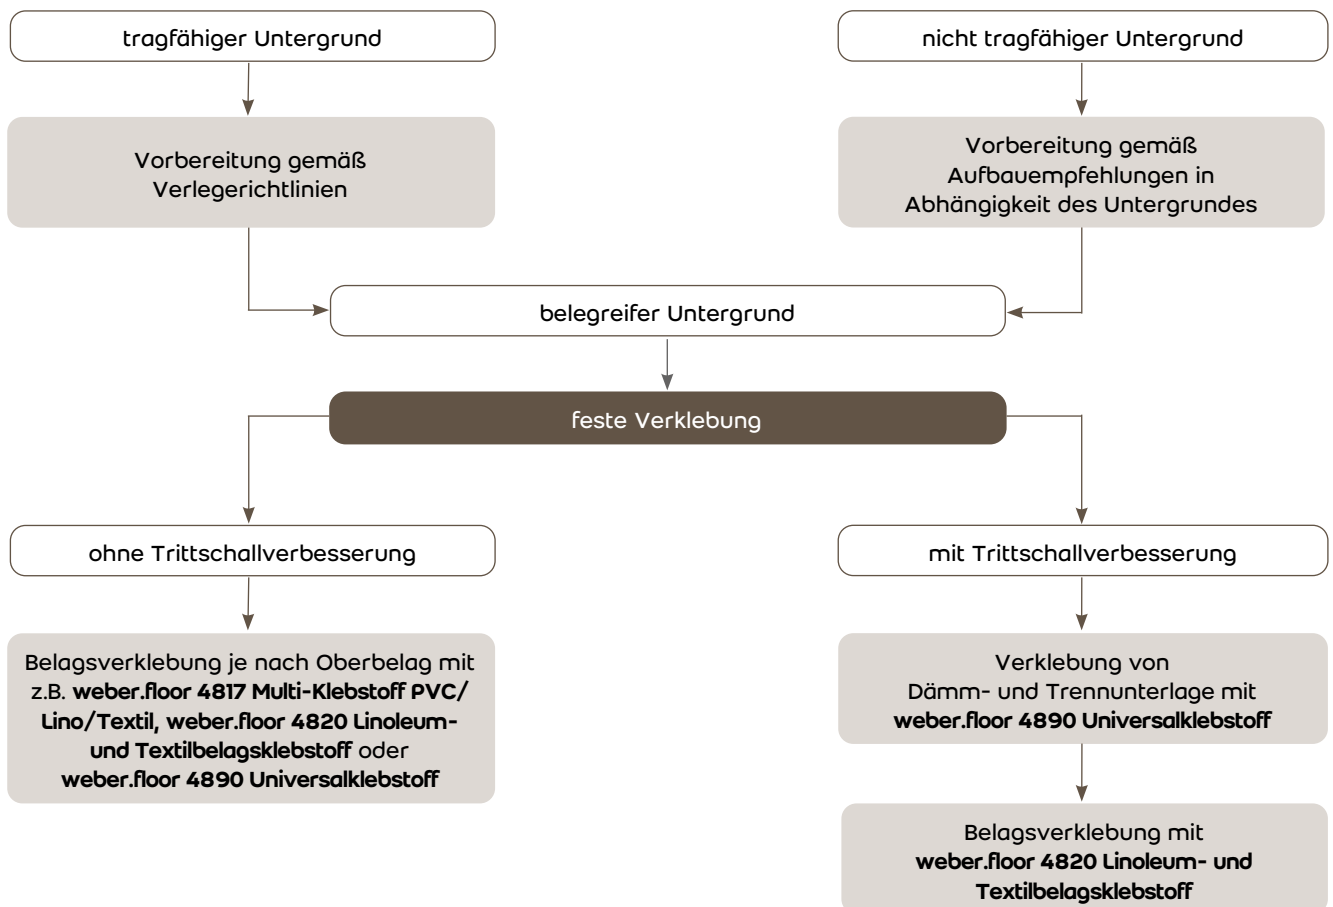 tragfähiger Untergrund
nicht tragfähiger Untergrund
Vorbereitung gemäß
Verlegerichtlinien
Vorbereitung gemäß
Aufbauempfehlungen in
Abhängigkeit des Untergrundes
belegreifer Untergrund
feste Verklebung
ohne Trittschallverbesserung
mit Trittschallverbesserung
Belagsverklebung je nach Oberbelag mit
z.B. weber.floor 4817 Multi-Klebstoff PVC/
Lino/Textil, weber.floor 4820 Linoleum-
und Textilbelagsklebstoff oder
weber.floor 4890 Universalklebstoff
Verklebung von
Dämm- und Trennunterlage mit
weber.floor 4890 Universalklebstoff
Belagsverklebung mit
weber.floor 4820 Linoleum- und
Textilbelagsklebstoff